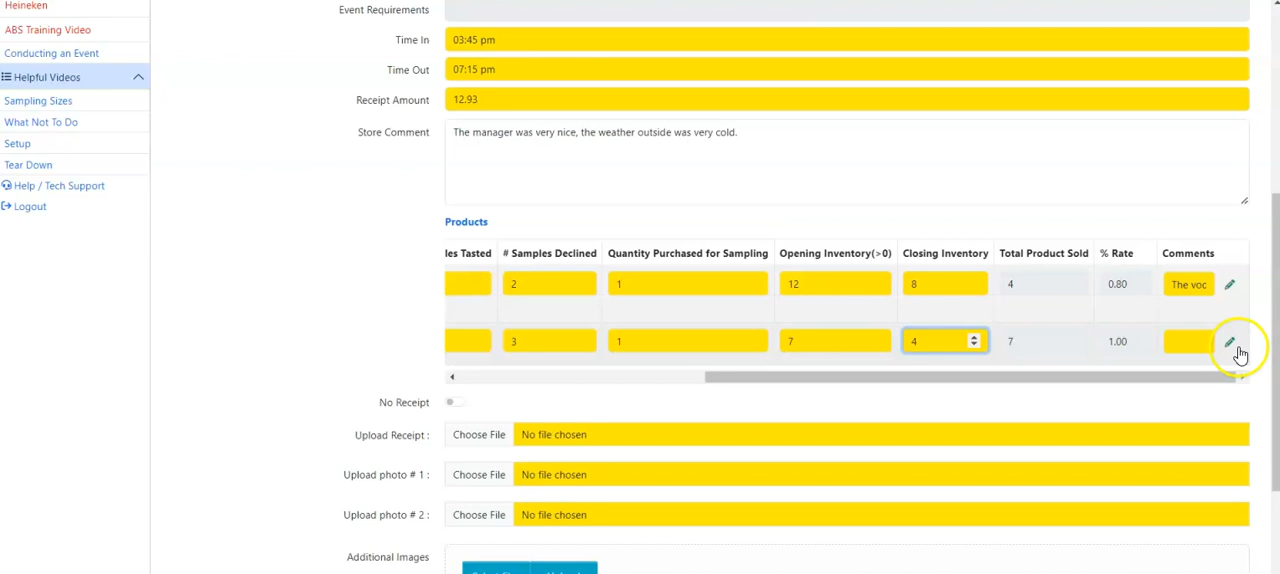 Heineken
ABS Training Video
Conducting an Event
Helpful Videos
Sampling Sizes
What Not To Do
Setup
Tear Down
Help / Tech Support
Logout
Event Requirements
Time In
03:45 pm
Time Out
07:15 pm
Receipt Amount
12.93
Store Comment
The manager was very nice, the weather outside was very cold.
Products
les Tasted # Samples Declined Quantity Purchased for Sampling Opening Inventory(>0) Closing Inventory Total Product Sold % Rate Comments
2 1 12 8 4 0.80 The voc
3 1 7 4 7 1.00
No Receipt
Upload Receipt :
Choose File No file chosen
Upload photo # 1 :
Choose File No file chosen
Upload photo # 2 :
Choose File No file chosen
Additional Images